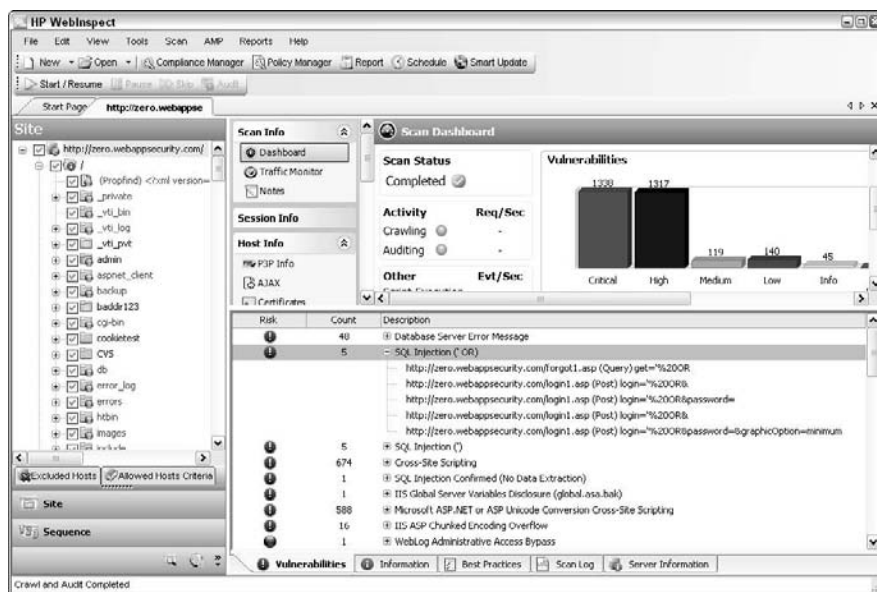 HP WebInspect
File Edit View Tools Scan AMP Reports Help
New Open Compliance Manager Policy Manager Report Schedule Smart Update
Start / Resume Pause Skip Audit
Start Page http://zero.webappse
Site
http://zero.webappsecurity.com/
/
(Propfind) <?xml version=
_private
_vti_bin
_vti_log
_vti_pvt
admin
aspnet_client
backup
baddir123
cgi-bin
cookietest
CVS
db
error_log
errors
htbin
images
include
Excluded Hosts Allowed Hosts Criteria
Site
Sequence
Scan Info
Dashboard
Traffic Monitor
Notes
Session Info
Host Info
P3P Info
AJAX
Certificates
Scan Dashboard
Scan Status
Completed
Activity Req/Sec
Crawling -
Auditing -
Other Evt/Sec
Script Execution
Vulnerabilities
1338 1317 119 140 45
Critical High Medium Low Info
Risk Count Description
48 Database Server Error Message
5 SQL Injection (' OR)
http://zero.webappsecurity.com/forgot1.asp (Query) get='%20OR
http://zero.webappsecurity.com/login1.asp (Post) login='%20OR&
http://zero.webappsecurity.com/login1.asp (Post) login='%20OR&password=
http://zero.webappsecurity.com/login1.asp (Post) login='%20OR&
http://zero.webappsecurity.com/login1.asp (Post) login='%20OR&password=&graphicOption=minimum
5 SQL Injection (')
674 Cross-Site Scripting
1 SQL Injection Confirmed (No Data Extraction)
1 IIS Global Server Variables Disclosure (global.asa.bak)
588 Microsoft ASP.NET or ASP Unicode Conversion Cross-Site Scripting
16 IIS ASP Chunked Encoding Overflow
1 WebLog Administrative Access Bypass
Vulnerabilities Information Best Practices Scan Log Server Information
Crawl and Audit Completed